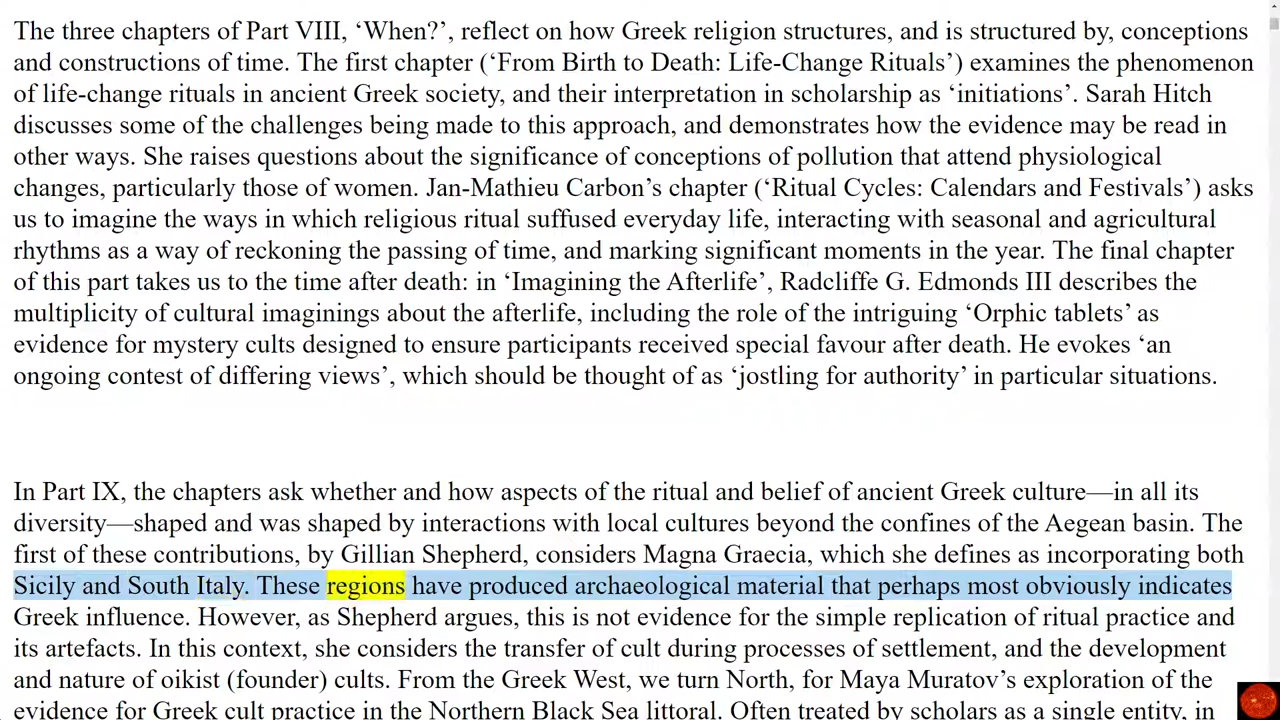 The three chapters of Part VIII, ‘When?’, reflect on how Greek religion structures, and is structured by, conceptions
and constructions of time. The first chapter (‘From Birth to Death: Life-Change Rituals’) examines the phenomenon
of life-change rituals in ancient Greek society, and their interpretation in scholarship as ‘initiations’. Sarah Hitch
discusses some of the challenges being made to this approach, and demonstrates how the evidence may be read in
other ways. She raises questions about the significance of conceptions of pollution that attend physiological
changes, particularly those of women. Jan-Mathieu Carbon’s chapter (‘Ritual Cycles: Calendars and Festivals’) asks
us to imagine the ways in which religious ritual suffused everyday life, interacting with seasonal and agricultural
rhythms as a way of reckoning the passing of time, and marking significant moments in the year. The final chapter
of this part takes us to the time after death: in ‘Imagining the Afterlife’, Radcliffe G. Edmonds III describes the
multiplicity of cultural imaginings about the afterlife, including the role of the intriguing ‘Orphic tablets’ as
evidence for mystery cults designed to ensure participants received special favour after death. He evokes ‘an
ongoing contest of differing views’, which should be thought of as ‘jostling for authority’ in particular situations.
In Part IX, the chapters ask whether and how aspects of the ritual and belief of ancient Greek culture—in all its
diversity—shaped and was shaped by interactions with local cultures beyond the confines of the Aegean basin. The
first of these contributions, by Gillian Shepherd, considers Magna Graecia, which she defines as incorporating both
Sicily and South Italy. These regions have produced archaeological material that perhaps most obviously indicates
Greek influence. However, as Shepherd argues, this is not evidence for the simple replication of ritual practice and
its artefacts. In this context, she considers the transfer of cult during processes of settlement, and the development
and nature of oikist (founder) cults. From the Greek West, we turn North, for Maya Muratov’s exploration of the
evidence for Greek cult practice in the Northern Black Sea littoral. Often treated by scholars as a single entity, in